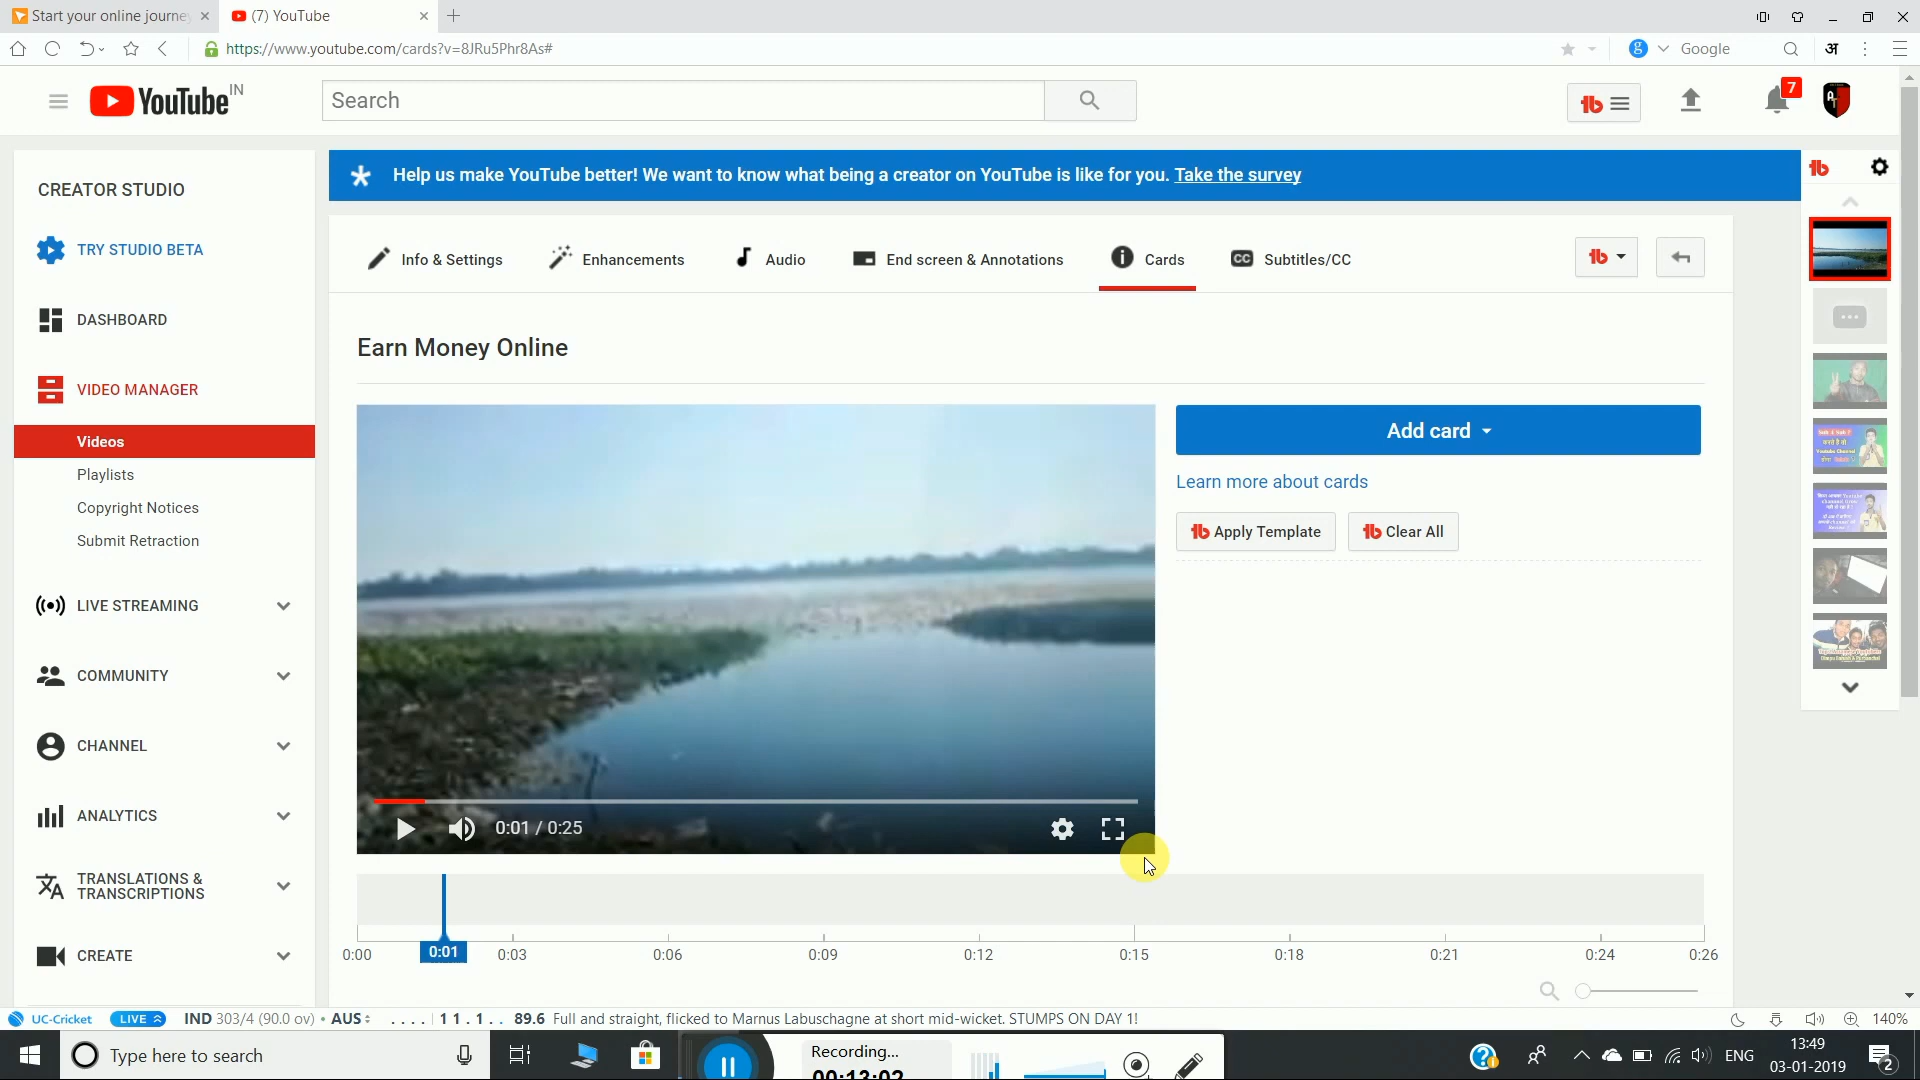 Start your online journe
(7) YouTube
https://www.youtube.com/cards?v=8JRu5Phr8As#
Google
अ
YouTube IN
Search
7
CREATOR STUDIO
TRY STUDIO BETA
DASHBOARD
VIDEO MANAGER
Videos
Playlists
Copyright Notices
Submit Retraction
LIVE STREAMING
COMMUNITY
CHANNEL
ANALYTICS
TRANSLATIONS &
TRANSCRIPTIONS
CREATE
Help us make YouTube better! We want to know what being a creator on YouTube is like for you. Take the survey
Info & Settings
Enhancements
Audio
End screen & Annotations
Cards
CC Subtitles/CC
Earn Money Online
Add card
Learn more about cards
Apply Template
Clear All
0:01 / 0:25
0:00 0:01 0:03 0:06 0:09 0:12 0:15 0:18 0:21 0:24 0:26
UC-Cricket LIVE IND 303/4 (90.0 ov) • AUS .... | 1 1 . 1 . . 89.6 Full and straight, flicked to Marnus Labuschagne at short mid-wicket. STUMPS ON DAY 1!
140%
Type here to search
Recording...
00:13:02
ENG
13:49
03-01-2019
2